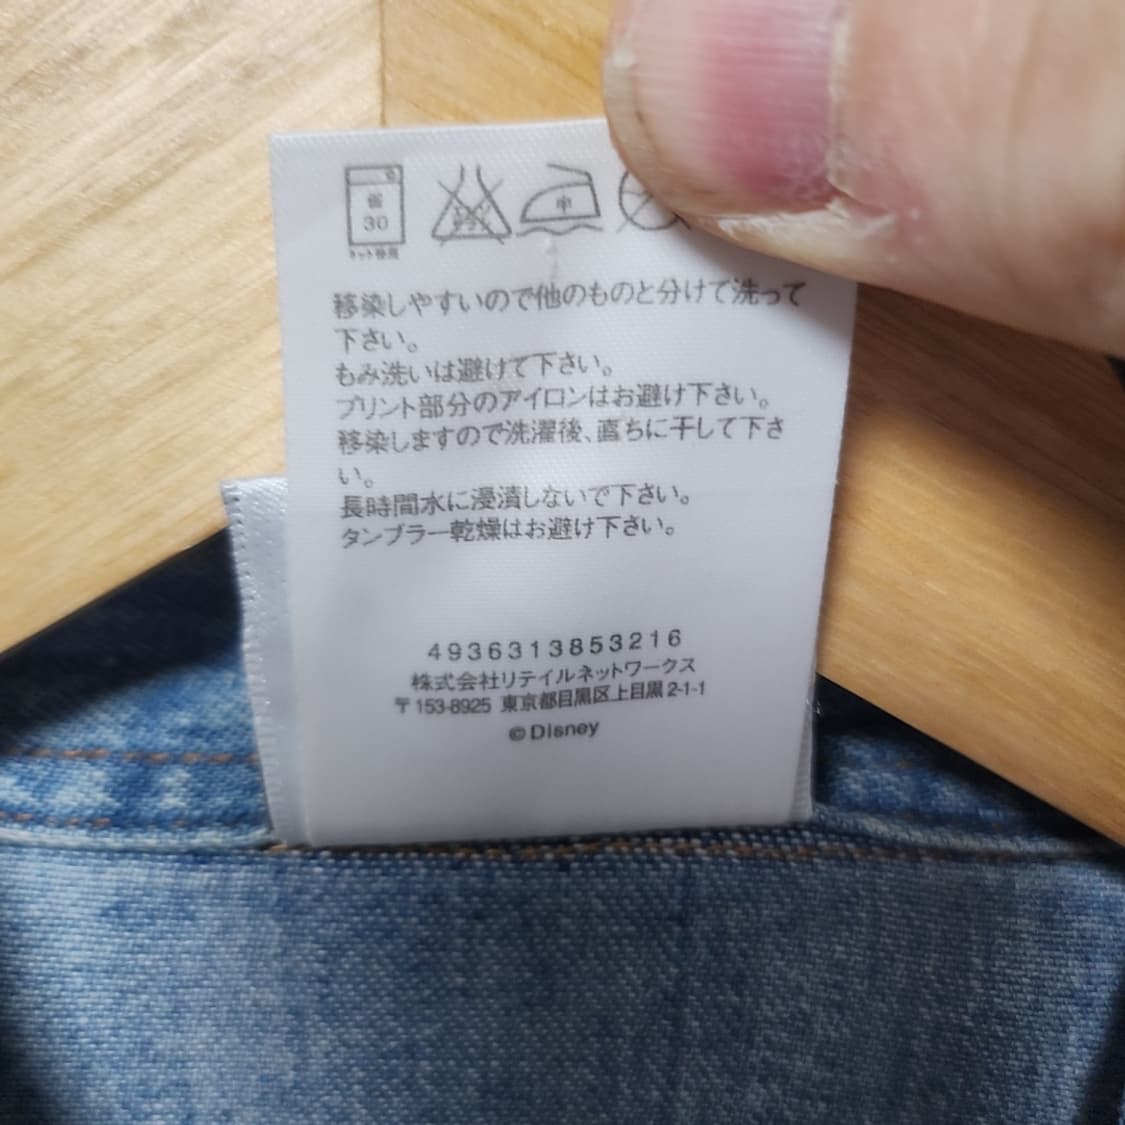 30
ネット使用
中
移染しやすいので他のものと分けて洗って
下さい。
もみ洗いは避けて下さい。
プリント部分のアイロンはお避け下さい。
移染しますので洗濯後、直ちに干して下さ
い。
長時間水に浸漬しないで下さい。
タンブラー乾燥はお避け下さい。
4936313853216
株式会社リテイルネットワークス
〒153-8925 東京都目黒区上目黒2-1-1
©Disney